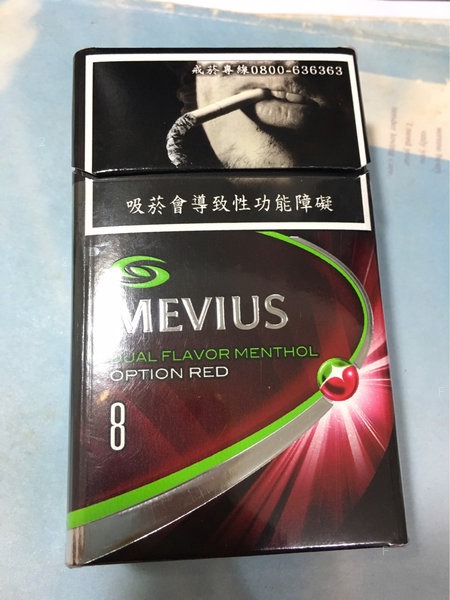 戒菸專線0800-636363
吸菸會導致性功能障礙
MEVIUS
DUAL FLAVOR MENTHOL
OPTION RED
8